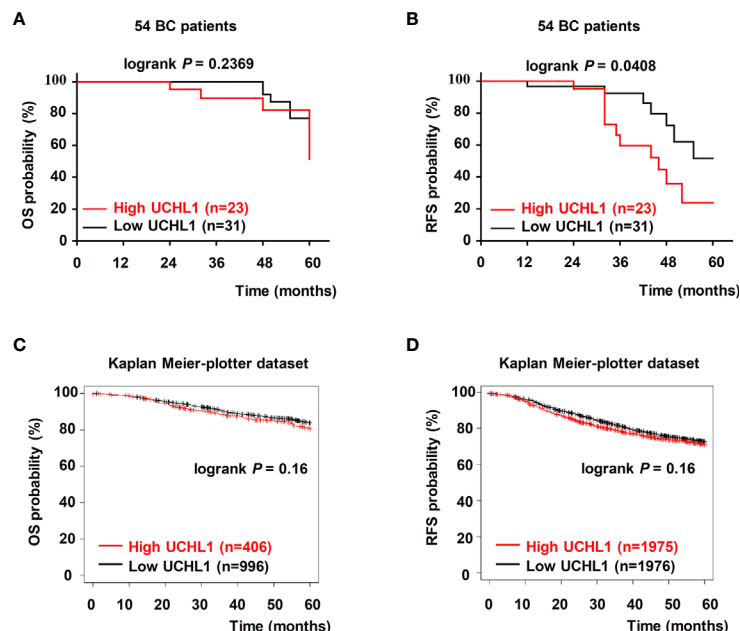 A
54 BC patients
logrank P = 0.2369
100
80
60
40
20
0
OS probability (%)
High UCHL1 (n=23)
Low UCHL1 (n=31)
0 12 24 36 48 60
Time (months)
B
54 BC patients
logrank P = 0.0408
100
80
60
40
20
0
RFS probability (%)
High UCHL1 (n=23)
Low UCHL1 (n=31)
0 12 24 36 48 60
Time (months)
C
Kaplan Meier-plotter dataset
100
80
60
40
20
0
OS probability (%)
logrank P = 0.16
High UCHL1 (n=406)
Low UCHL1 (n=996)
0 10 20 30 40 50 60
Time (months)
D
Kaplan Meier-plotter dataset
100
80
60
40
20
0
RFS probability (%)
logrank P = 0.16
High UCHL1 (n=1975)
Low UCHL1 (n=1976)
0 10 20 30 40 50 60
Time (months)